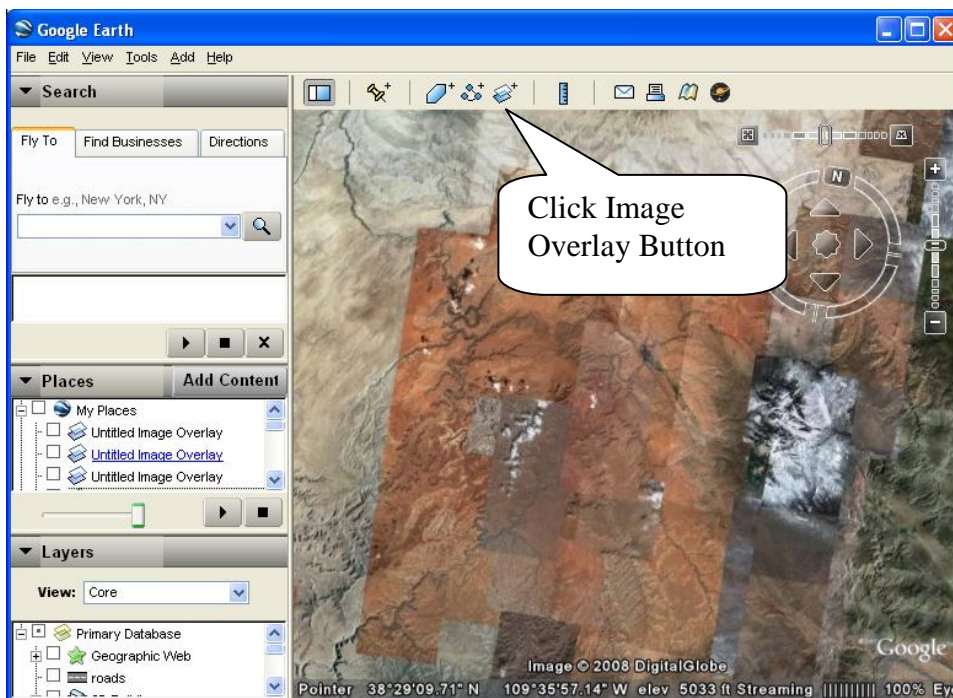 Google Earth
File Edit View Tools Add Help
Search
Fly To Find Businesses Directions
Fly to e.g., New York, NY
Click Image
Overlay Button
N
Places Add Content
My Places
Untitled Image Overlay
Untitled Image Overlay
Untitled Image Overlay
Layers
View: Core
Primary Database
Geographic Web
roads
Google
Image © 2008 DigitalGlobe
Pointer 38°29'09.71" N 109°35'57.14" W elev 5033 ft Streaming |||||||||| 100% Ey